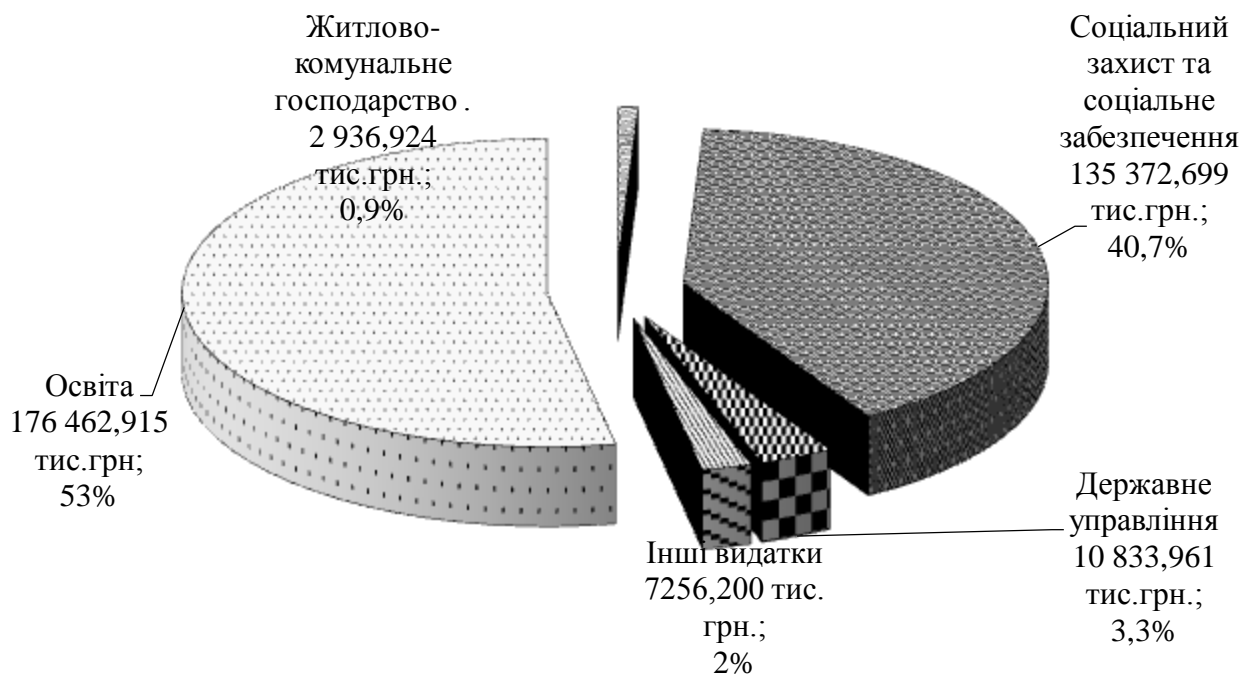 Житлово-
комунальне
господарство .
2 936,924
тис.грн.;
0,9%
Соціальний
захист та
соціальне
забезпечення
135 372,699
тис.грн.;
40,7%
Освіта
176 462,915
тис.грн;
53%
Інші видатки
7256,200 тис.
грн.;
2%
Державне
управління
10 833,961
тис.грн.;
3,3%